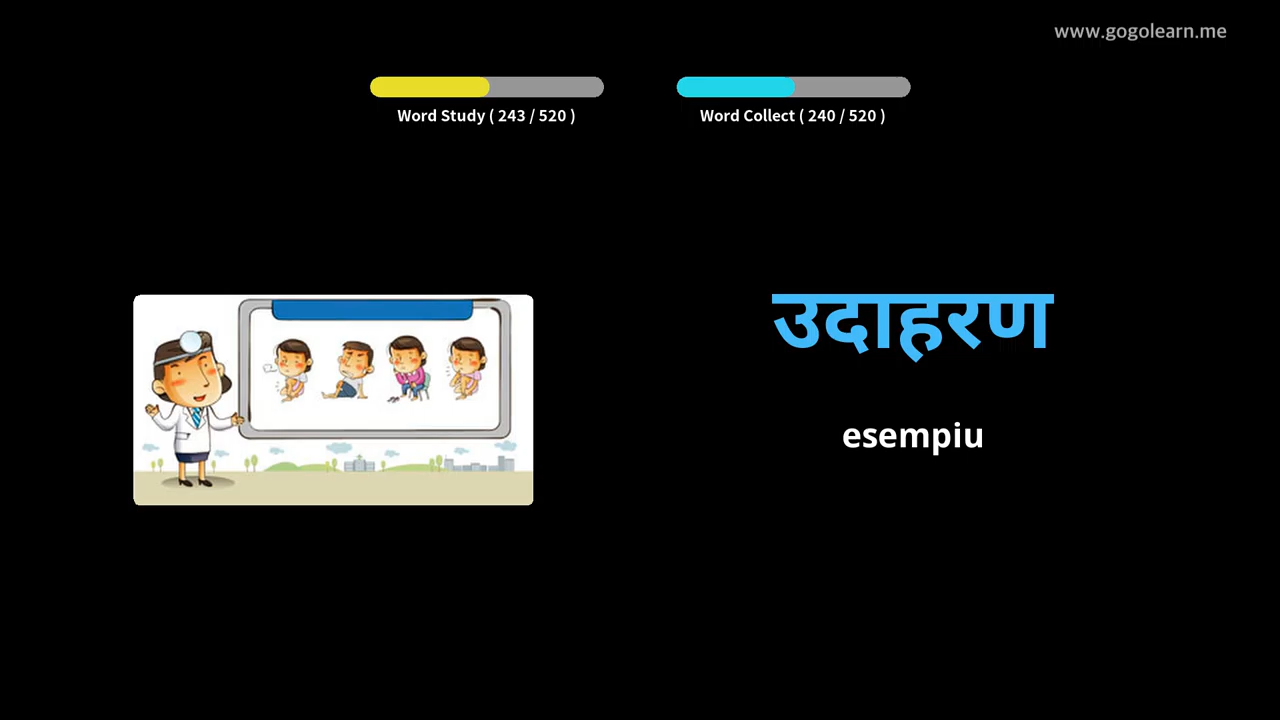 www.gogolearn.me
Word Study ( 243 / 520 )
Word Collect ( 240 / 520 )
उदाहरण
esempiu